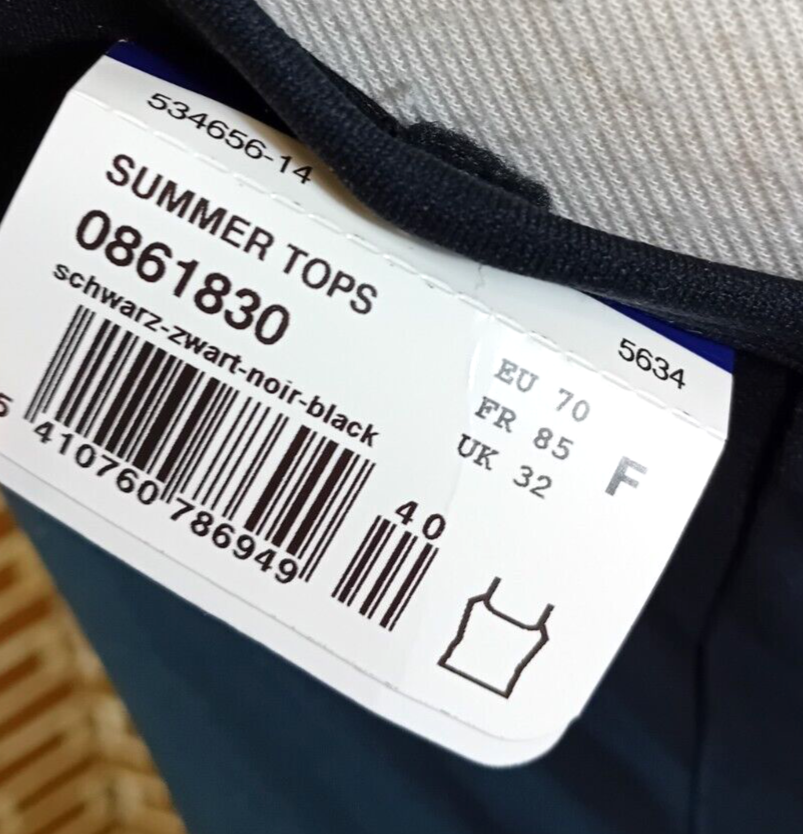 534656-14
5634
SUMMER TOPS
0861830
schwarz-zwart-noir-black
5 410760 786949
40
EU 70
FR 85
UK 32
F